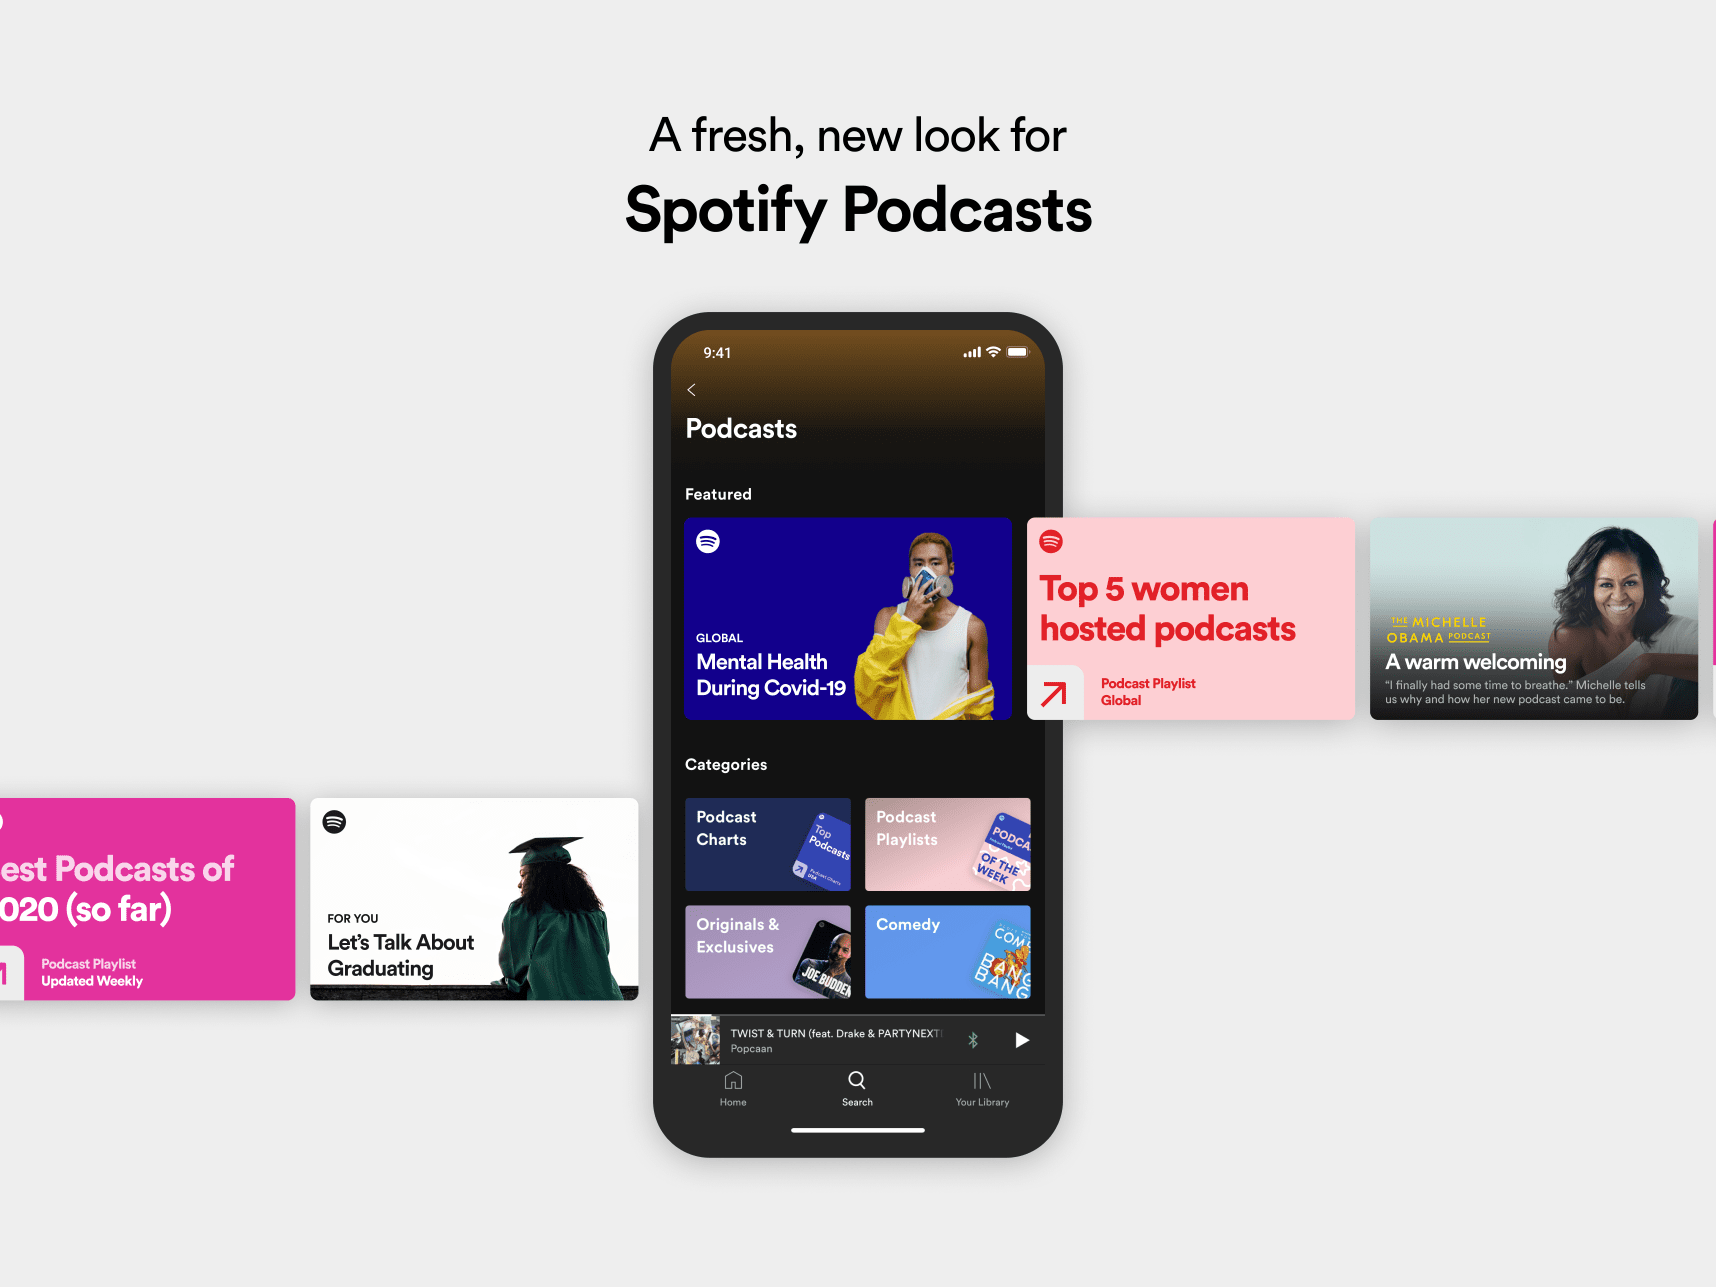 A fresh, new look for
Spotify Podcasts
9:41
Podcasts
Featured
GLOBAL
Mental Health
During Covid-19
Top 5 women
hosted podcasts
Podcast Playlist
Global
THE MICHELLE
OBAMA PODCAST
A warm welcoming
“I finally had some time to breathe.” Michelle tells
us why and how her new podcast came to be.
Categories
est Podcasts of
020 (so far)
Podcast Playlist
Updated Weekly
FOR YOU
Let’s Talk About
Graduating
Podcast
Charts
Top
Podcasts
Podcast Charts
USA
Podcast
Playlists
PODCA
OF THE
WEEK
Originals &
Exclusives
JOE BUDDEN
Comedy
COM
BANG
BANG
TWIST & TURN (feat. Drake & PARTYNEXT
Popcaan
Home
Search
Your Library